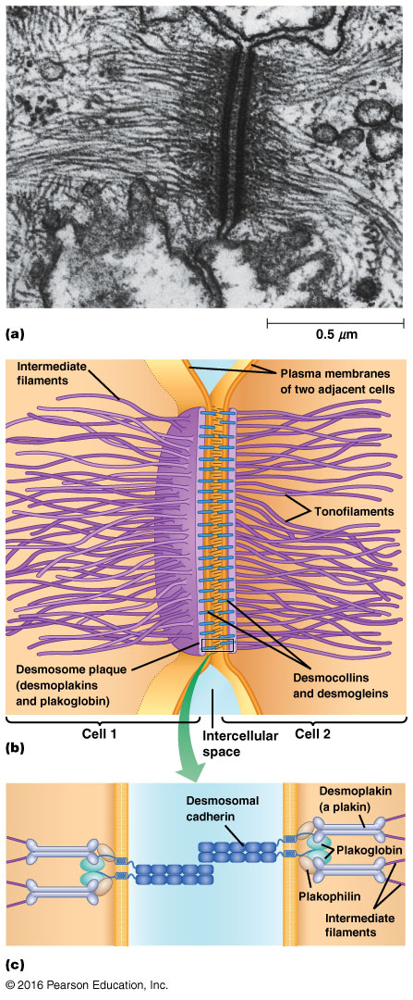 (a)
0.5 μm
Intermediate
filaments
Plasma membranes
of two adjacent cells
Tonofilaments
Desmosome plaque
(desmoplakins
and plakoglobin)
Desmocollins
and desmogleins
Cell 1
Intercellular
space
Cell 2
(b)
Desmosomal
cadherin
Desmoplakin
(a plakin)
Plakoglobin
Plakophilin
Intermediate
filaments
(c)
© 2016 Pearson Education, Inc.